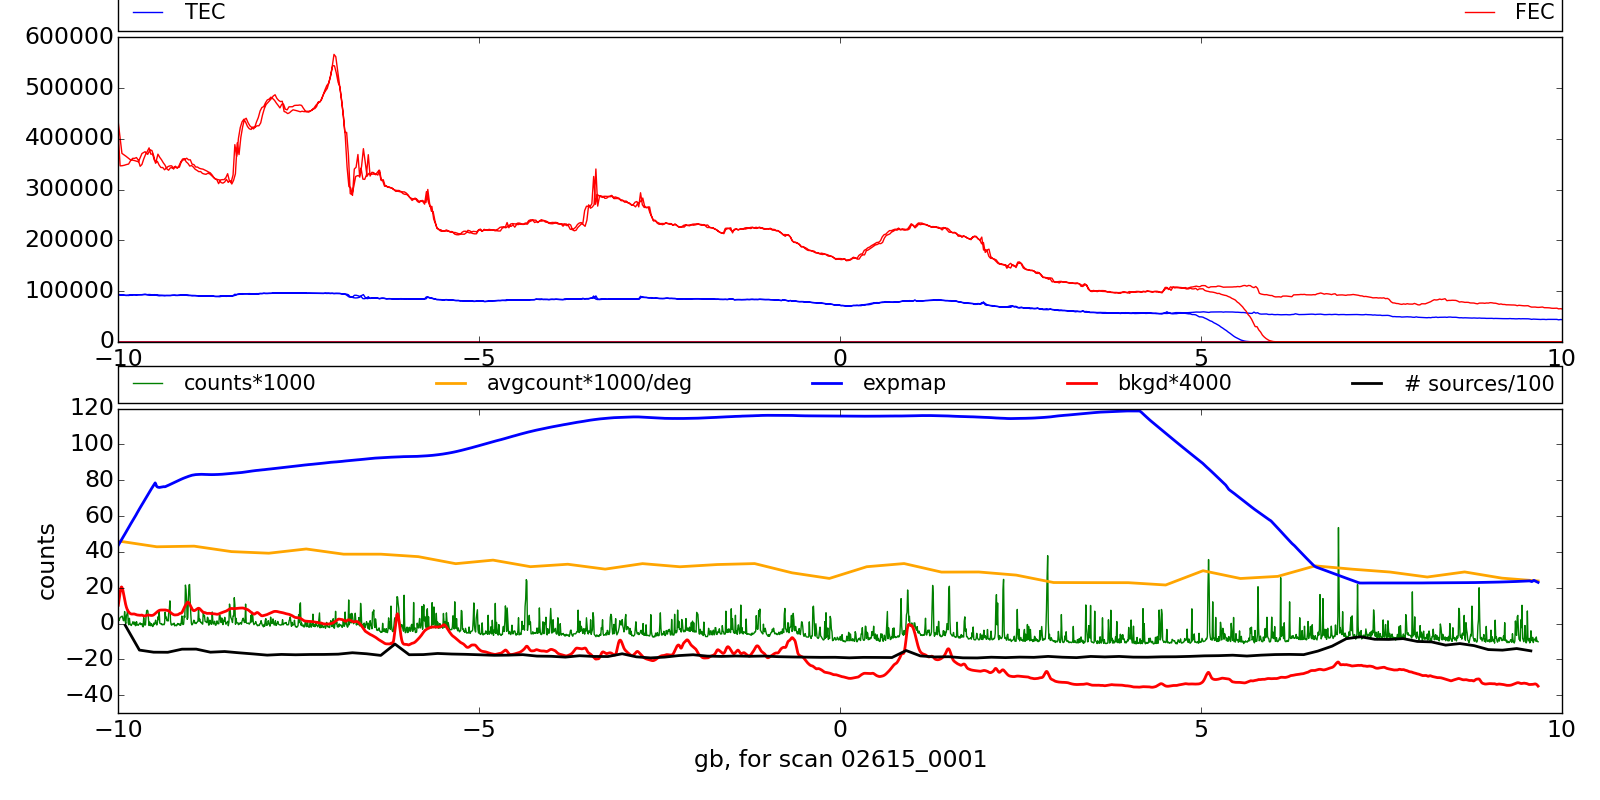 TEC FEC
600000
500000
400000
300000
200000
100000
0
−10 −5 0 5 10
counts*1000 avgcount*1000/deg expmap bkgd*4000 # sources/100
120
100
80
60
40
20
0
−20
−40
counts
−10 −5 0 5 10
gb, for scan 02615_0001